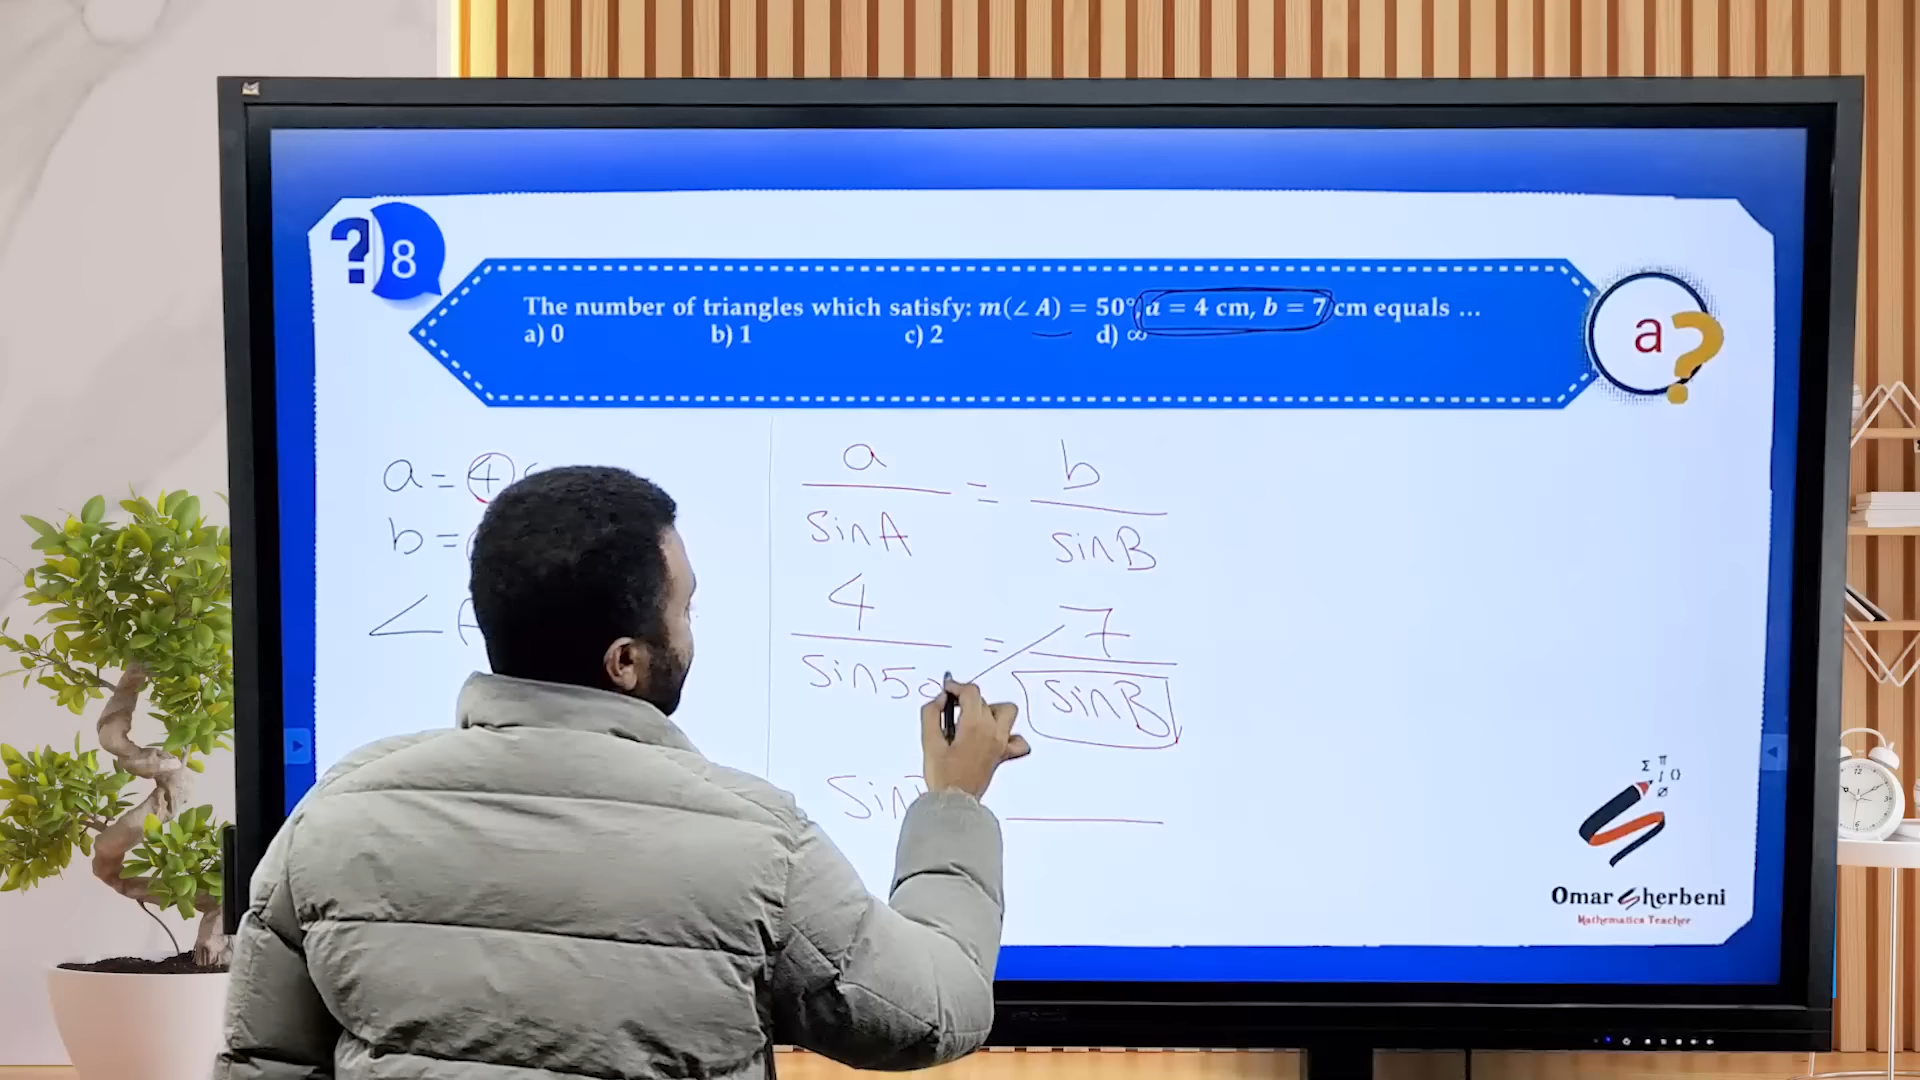 ? 8
The number of triangles which satisfy: m(∠ A) = 50°, a = 4 cm, b = 7 cm equals ...
a) 0 b) 1 c) 2 d) ∞
a ?
a = 4
b =
∠
a / sinA = b / sinB
4 / sin50 = 7 / sinB
sin
Σ π
Omar Sherbeni
Mathematics Teacher